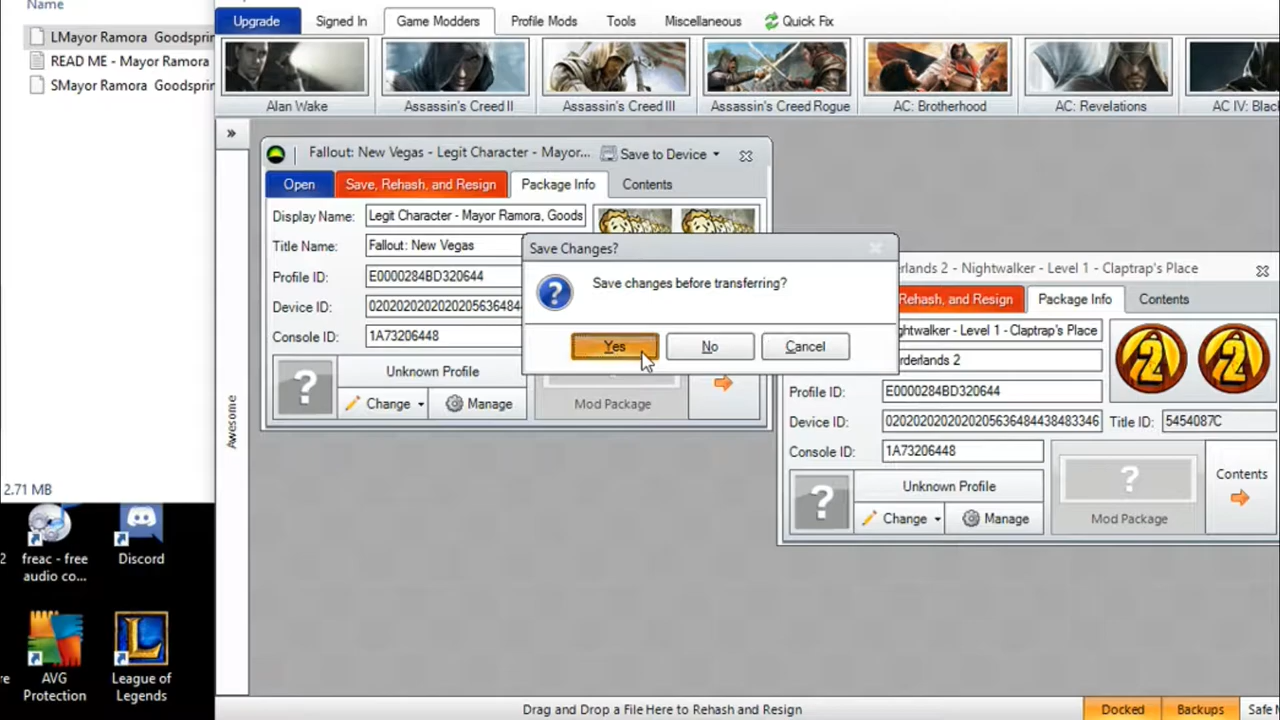 Name
LMayor Ramora Goodsprin
READ ME - Mayor Ramora
SMayor Ramora Goodsprin
2.71 MB
freac - free
audio co...
Discord
AVG
Protection
League of
Legends
Upgrade
Signed In
Game Modders
Profile Mods
Tools
Miscellaneous
Quick Fix
Alan Wake
Assassin's Creed II
Assassin's Creed III
Assassin's Creed Rogue
AC: Brotherhood
AC: Revelations
AC IV: Blac
»
Awesome
Fallout: New Vegas - Legit Character - Mayor...
Save to Device
Open
Save, Rehash, and Resign
Package Info
Contents
Display Name:
Legit Character - Mayor Ramora, Goods
Title Name:
Fallout: New Vegas
Profile ID:
E0000284BD320644
Device ID:
020202020202020563648
Console ID:
1A73206448
Unknown Profile
Change
Manage
Mod Package
Save Changes?
Save changes before transferring?
Yes
No
Cancel
erlands 2 - Nightwalker - Level 1 - Claptrap's Place
Rehash, and Resign
Package Info
Contents
ghtwalker - Level 1 - Claptrap's Place
rderlands 2
Profile ID:
E0000284BD320644
Device ID:
0202020202020205636484438483346
Title ID:
5454087C
Console ID:
1A73206448
Unknown Profile
Change
Manage
Mod Package
Contents
Drag and Drop a File Here to Rehash and Resign
Docked
Backups
Safe M